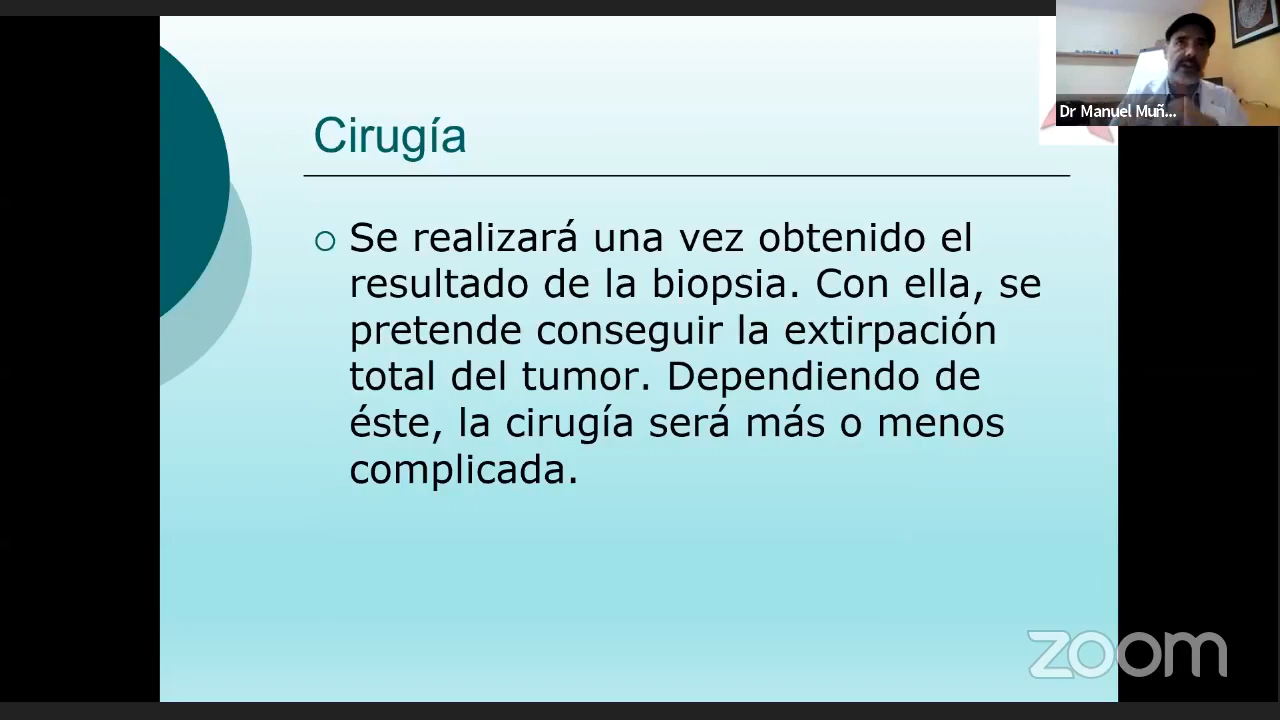 Dr Manuel Muñ...
Cirugía
Se realizará una vez obtenido el
resultado de la biopsia. Con ella, se
pretende conseguir la extirpación
total del tumor. Dependiendo de
éste, la cirugía será más o menos
complicada.
zoom